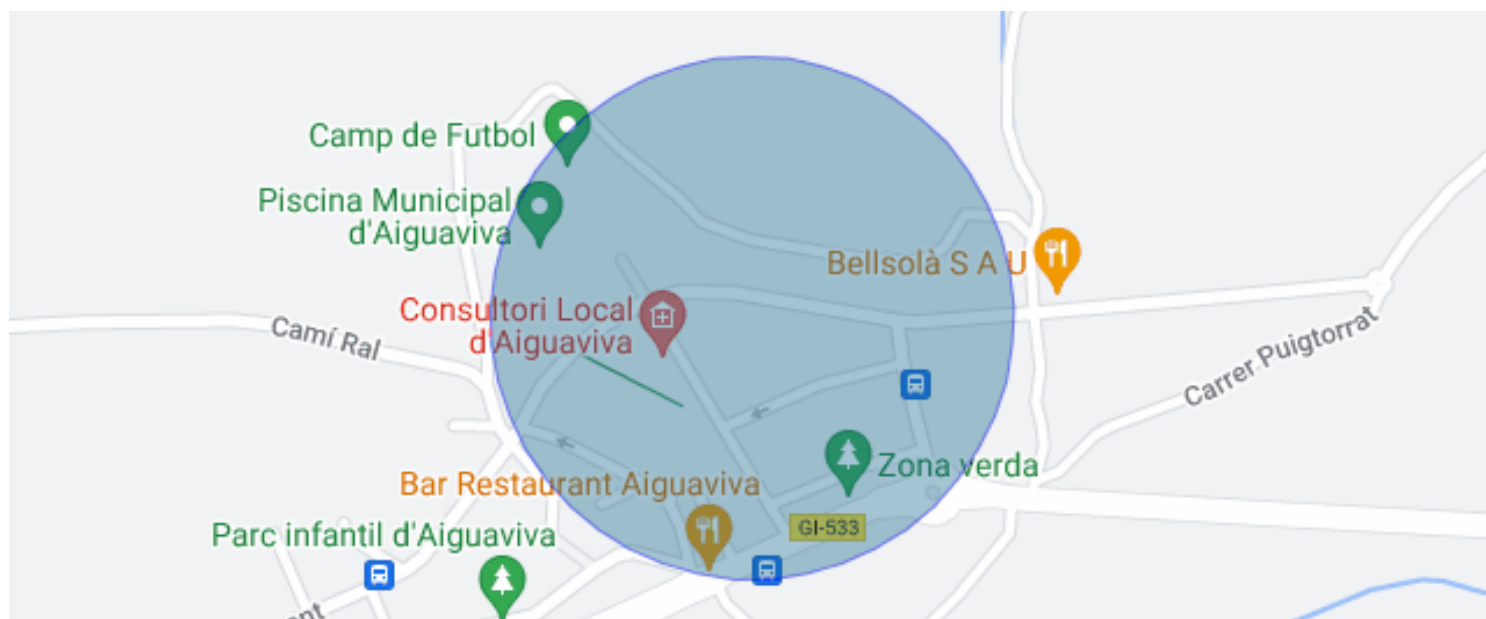 Camp de Futbol
Piscina Municipal
d'Aiguaviva
Bellsolà S A U
Consultori Local
d'Aiguaviva
Camí Ral
Carrer Puigtorrat
Zona verda
Bar Restaurant Aiguaviva
GI-533
Parc infantil d'Aiguaviva